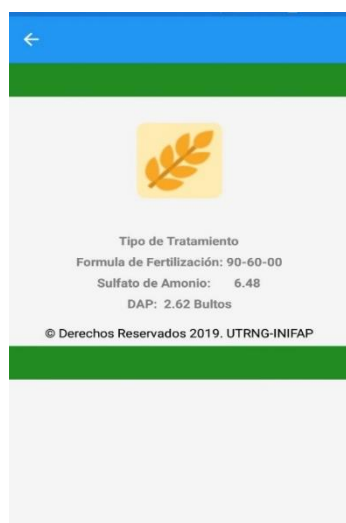 Tipo de Tratamiento
Formula de Fertilización: 90-60-00
Sulfato de Amonio: 6.48
DAP: 2.62 Bultos
© Derechos Reservados 2019. UTRNG-INIFAP